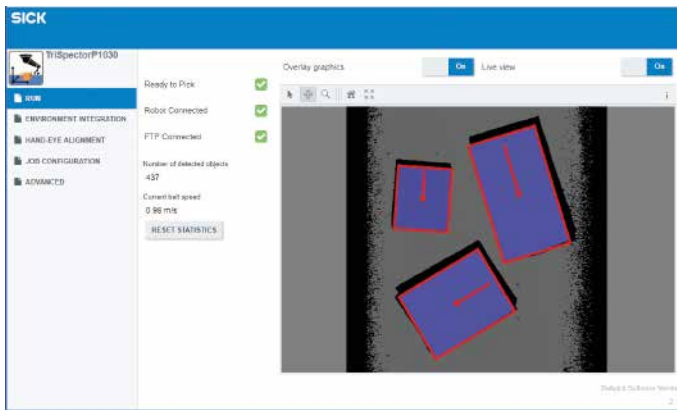 SICK
TriSpectorP1030
RUN
ENVIRONMENT INTEGRATION
HAND-EYE ALIGNMENT
JOB CONFIGURATION
ADVANCED
Ready to Pick
Robot Connected
FTP Connected
Number of detected objects
437
Current belt speed
0.96 m/s
RESET STATISTICS
Overlay graphics
On
Live view
On